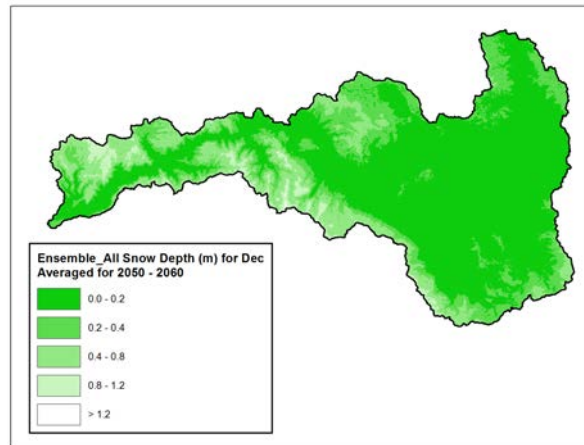 Ensemble_All Snow Depth (m) for Dec
Averaged for 2050 - 2060
0.0 - 0.2
0.2 - 0.4
0.4 - 0.8
0.8 - 1.2
> 1.2